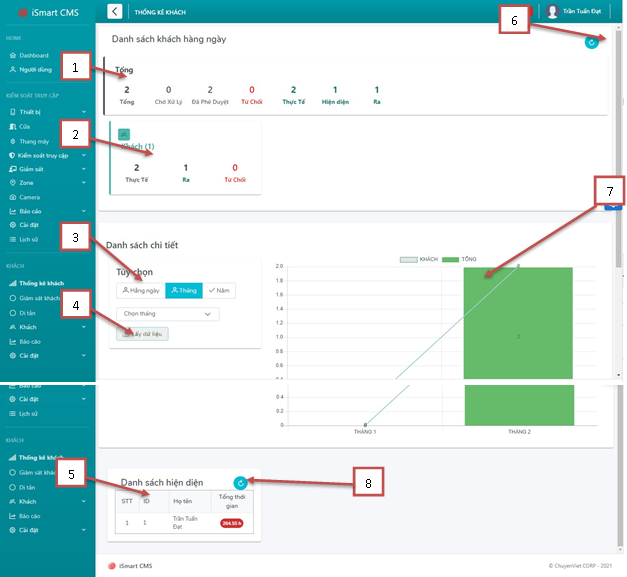 iSmart CMS
THỐNG KÊ KHÁCH
Trần Tuấn Đạt
6
HOME
Dashboard
Người dùng
KIỂM SOÁT TRUY CẬP
Thiết bị
Cửa
Thang máy
Kiểm soát truy cập
Giám sát
Zone
Camera
Báo cáo
Cài đặt
Lịch sử
KHÁCH
Thống kê khách
Giám sát khách
Di tản
Khách
Báo cáo
Cài đặt
1
2
3
4
Danh sách khách hàng ngày
Tổng
2 0 2 0 2 1 1
Tổng Chờ Xử Lý Đã Phê Duyệt Từ Chối Thực Tế Hiện diện Ra
Khách (1)
2 1 0
Thực Tế Ra Từ Chối
7
Danh sách chi tiết
Tùy chọn
Hằng ngày Tháng Năm
Chọn tháng
Lấy dữ liệu
KHÁCH TỔNG
2.0
1.8
1.6
1.4
1.2
1.0
0.8
0.6
2
Cài đặt
Lịch sử
KHÁCH
Thống kê khách
Giám sát khách
Di tản
Khách
Báo cáo
Cài đặt
0.4
0.2
0
THÁNG 1 THÁNG 2
5
8
Danh sách hiện diện
STT ID Họ tên Tổng thời gian
1 1 Trần Tuấn Đạt 264.55 h
iSmart CMS
© ChuyenViet CORP - 2021